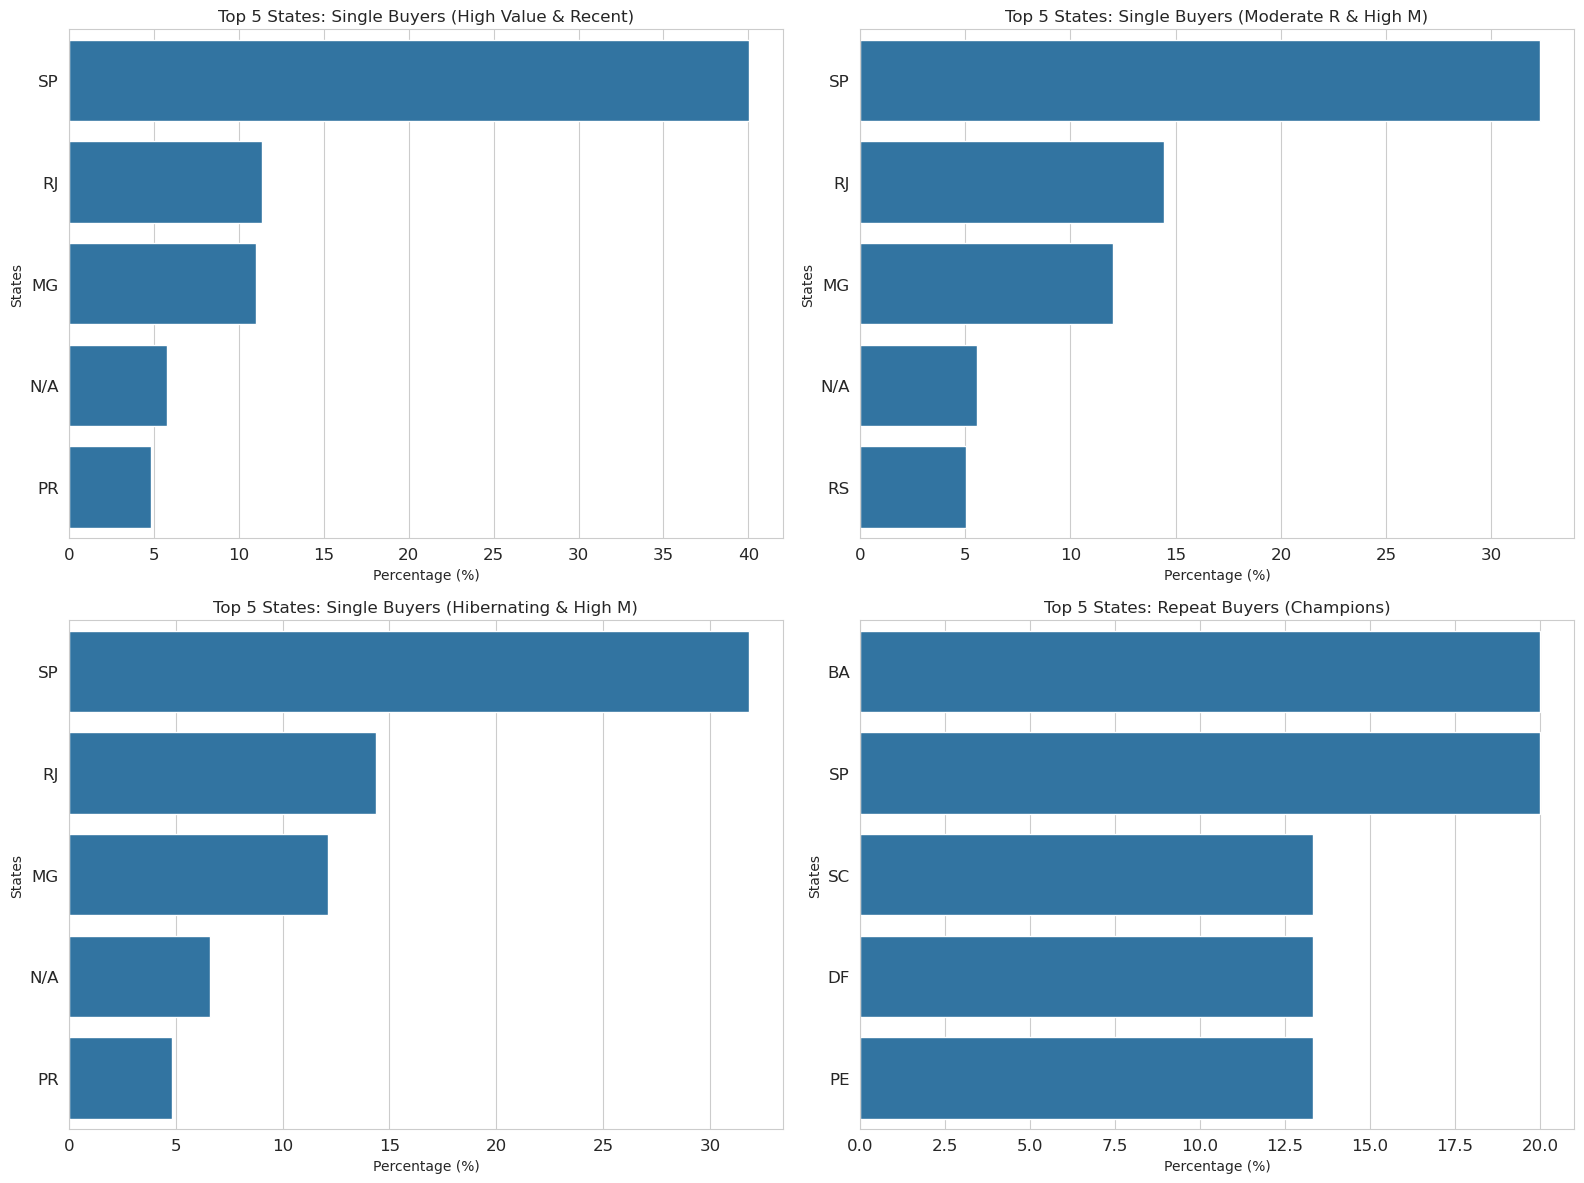 Top 5 States: Single Buyers (High Value & Recent)
SP
RJ
MG
N/A
PR
States
0 5 10 15 20 25 30 35 40
Percentage (%)
Top 5 States: Single Buyers (Moderate R & High M)
SP
RJ
MG
N/A
RS
States
0 5 10 15 20 25 30
Percentage (%)
Top 5 States: Single Buyers (Hibernating & High M)
SP
RJ
MG
N/A
PR
States
0 5 10 15 20 25 30
Percentage (%)
Top 5 States: Repeat Buyers (Champions)
BA
SP
SC
DF
PE
States
0.0 2.5 5.0 7.5 10.0 12.5 15.0 17.5 20.0
Percentage (%)